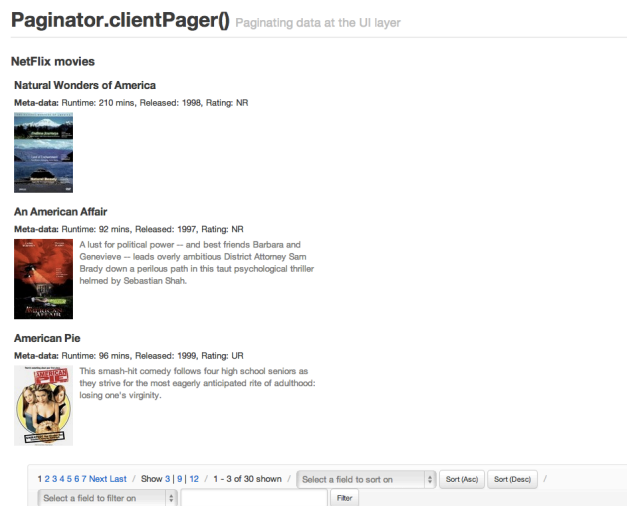 Paginator.clientPager() Paginating data at the UI layer
NetFlix movies
Natural Wonders of America
Meta-data: Runtime: 210 mins, Released: 1998, Rating: NR
An American Affair
Meta-data: Runtime: 92 mins, Released: 1997, Rating: NR
A lust for political power -- and best friends Barbara and
Genevieve -- leads overly ambitious District Attorney Sam
Brady down a perilous path in this taut psychological thriller
helmed by Sebastian Shah.
American Pie
Meta-data: Runtime: 96 mins, Released: 1999, Rating: UR
This smash-hit comedy follows four high school seniors as
they strive for the most eagerly anticipated rite of adulthood:
losing one's virginity.
AMERICAN
PIE
1 2 3 4 5 6 7 Next Last / Show 3 | 9 | 12 / 1 - 3 of 30 shown / Select a field to sort on Sort (Asc) Sort (Desc) /
Select a field to filter on Filter